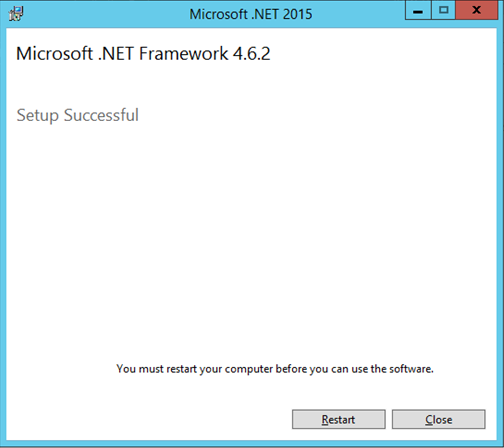 Microsoft .NET 2015
Microsoft .NET Framework 4.6.2
Setup Successful
You must restart your computer before you can use the software.
Restart
Close